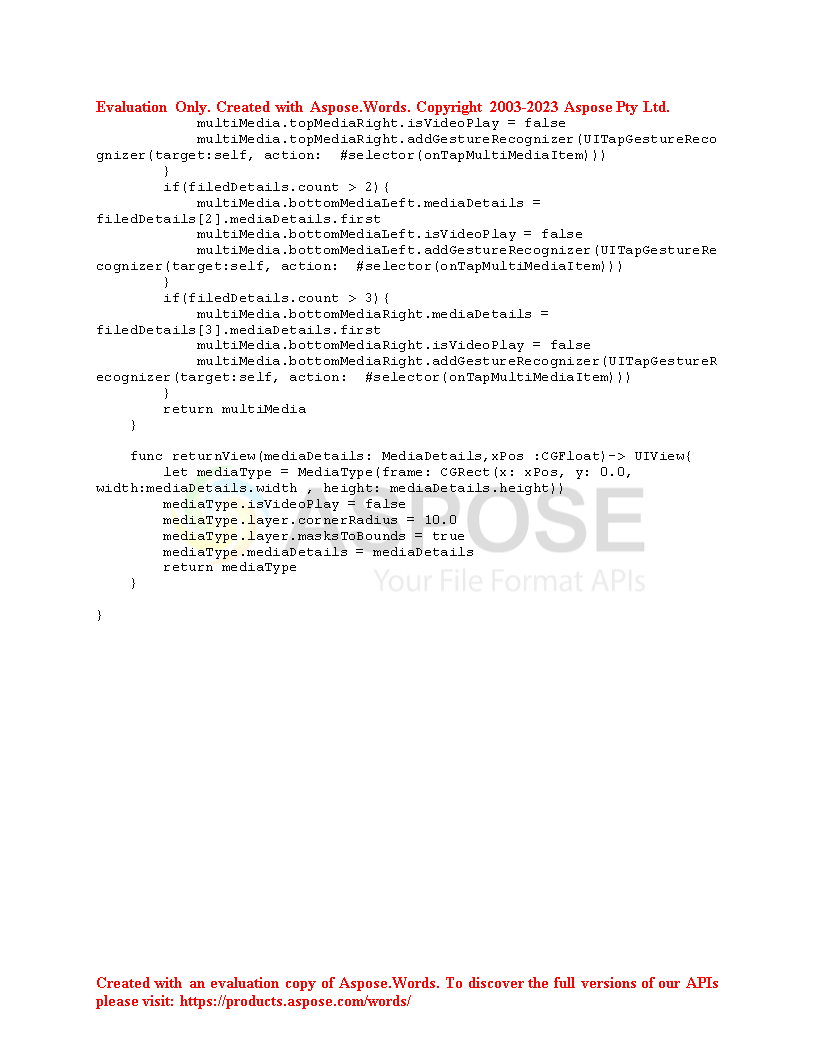 Evaluation Only. Created with Aspose.Words. Copyright 2003-2023 Aspose Pty Ltd.
            multiMedia.topMediaRight.isVideoPlay = false
            multiMedia.topMediaRight.addGestureRecognizer(UITapGestureReco
gnizer(target:self, action:  #selector(onTapMultiMediaItem)))
        }
        if(filedDetails.count > 2){
            multiMedia.bottomMediaLeft.mediaDetails =
filedDetails[2].mediaDetails.first
            multiMedia.bottomMediaLeft.isVideoPlay = false
            multiMedia.bottomMediaLeft.addGestureRecognizer(UITapGestureRe
cognizer(target:self, action:  #selector(onTapMultiMediaItem)))
        }
        if(filedDetails.count > 3){
            multiMedia.bottomMediaRight.mediaDetails =
filedDetails[3].mediaDetails.first
            multiMedia.bottomMediaRight.isVideoPlay = false
            multiMedia.bottomMediaRight.addGestureRecognizer(UITapGestureR
ecognizer(target:self, action:  #selector(onTapMultiMediaItem)))
        }
        return multiMedia
    }
    func returnView(mediaDetails: MediaDetails,xPos :CGFloat)-> UIView{
        let mediaType = MediaType(frame: CGRect(x: xPos, y: 0.0,
width:mediaDetails.width , height: mediaDetails.height))
        mediaType.isVideoPlay = false
        mediaType.layer.cornerRadius = 10.0
        mediaType.layer.masksToBounds = true
        mediaType.mediaDetails = mediaDetails
        return mediaType
    }
}
ASPOSE
Your File Format APIs
Created with an evaluation copy of Aspose.Words. To discover the full versions of our APIs
please visit: https://products.aspose.com/words/